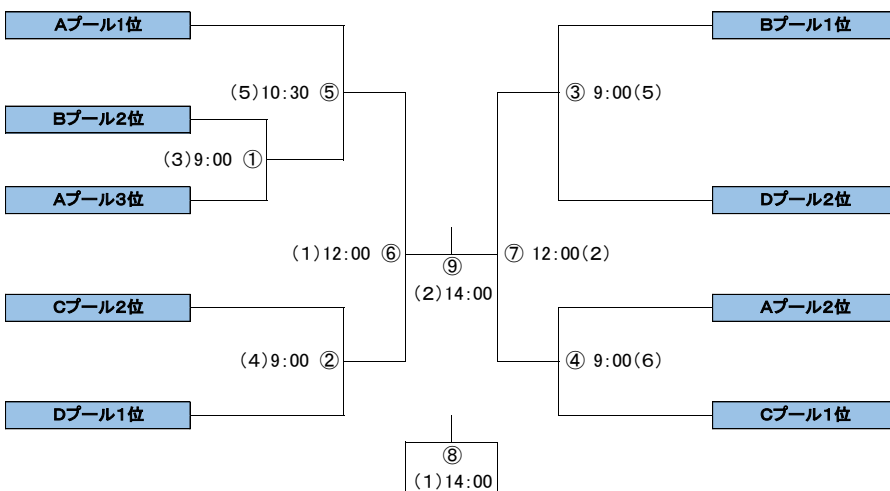 Aプール1位
Bプール1位
(5)10:30 ⑤
③ 9:00(5)
Bプール2位
(3)9:00 ①
Aプール3位
Dプール2位
(1)12:00 ⑥
⑦ 12:00(2)
⑨
(2)14:00
Cプール2位
Aプール2位
(4)9:00 ②
④ 9:00(6)
Dプール1位
Cプール1位
⑧
(1)14:00